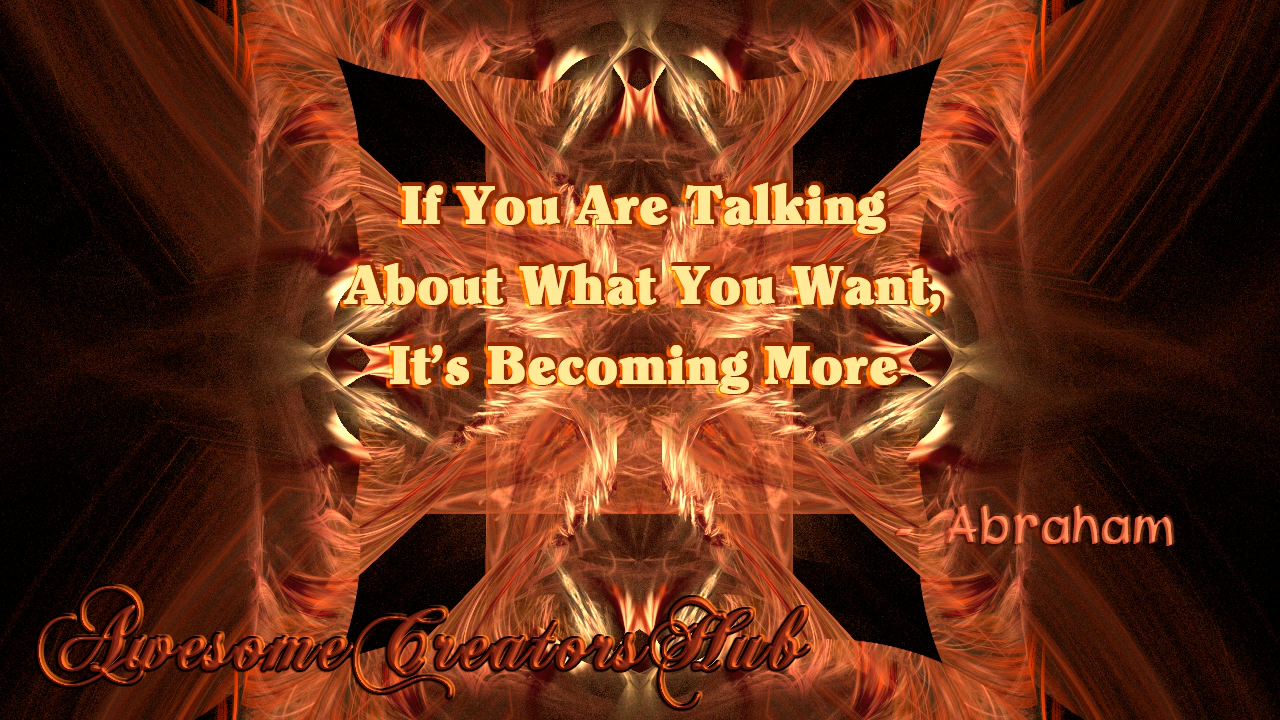 If You Are Talking
About What You Want,
It’s Becoming More
- Abraham
AwesomeCreatorsHub